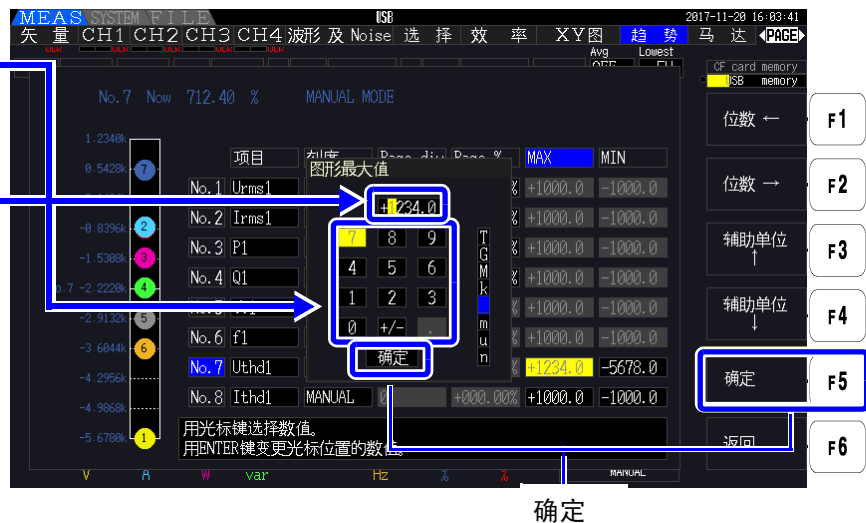 MEAS SYSTEM FILE USB 2017-11-20 16:03:41
矢 量 CH1 CH2 CH3 CH4 波形 及 Noise 选 择 效 率 XY图 趋 势 马 达 PAGE
Avg Lowest
CF card memory
USB memory
No.7 Now 712.40 % MANUAL MODE
位数 ← F1
1.2340k
项目 MAX MIN
图形最大值
0.5428k 7
No.1 Urms1 % +1000.0 -1000.0
+1234.0
位数 → F2
No.2 Irms1 +1000.0 -1000.0
-0.8396k 2
7 8 9 T
No.3 P1 % +1000.0 -1000.0
G
辅助单位 ↑ F3
-1.5308k 3
4 5 6 M
No.4 Q1 % +1000.0 -1000.0
k
-2.2220k 4
1 2 3
+1000.0 -1000.0
辅助单位 ↓ F4
-2.9132k 5
0 +/- . m
No.6 f1 +1000.0 -1000.0
u
-3.6044k 6
确定 n
No.7 Uthd1 % +1234.0 -5678.0
确定 F5
-4.2956k
No.8 Ithd1 MANUAL +000.00% +1000.0 -1000.0
-4.9868k
用光标键选择数值。
-5.6780k 1
用ENTER键变更光标位置的数值。
返回 F6
V A W var Hz % % MANUAL
确定